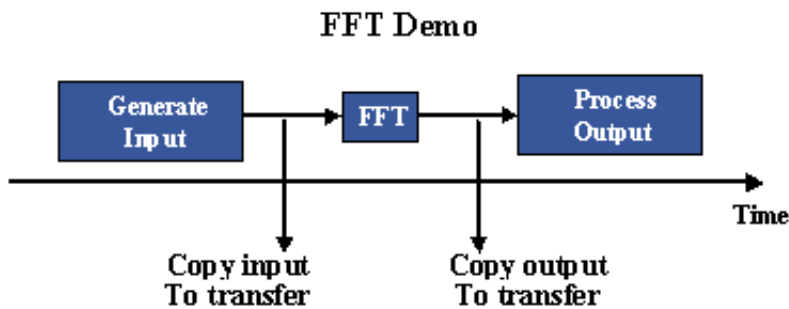 FFT Demo
Generate
Input
FFT
Process
Output
Time
Copy input
To transfer
Copy output
To transfer